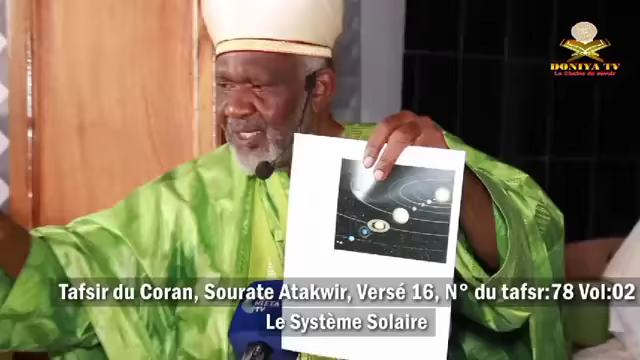 DONIYA TV
La Chaîne du savoir
Tafsir du Coran, Sourate Atakwir, Versé 16, N° du tafsr:78 Vol:02
Le Système Solaire